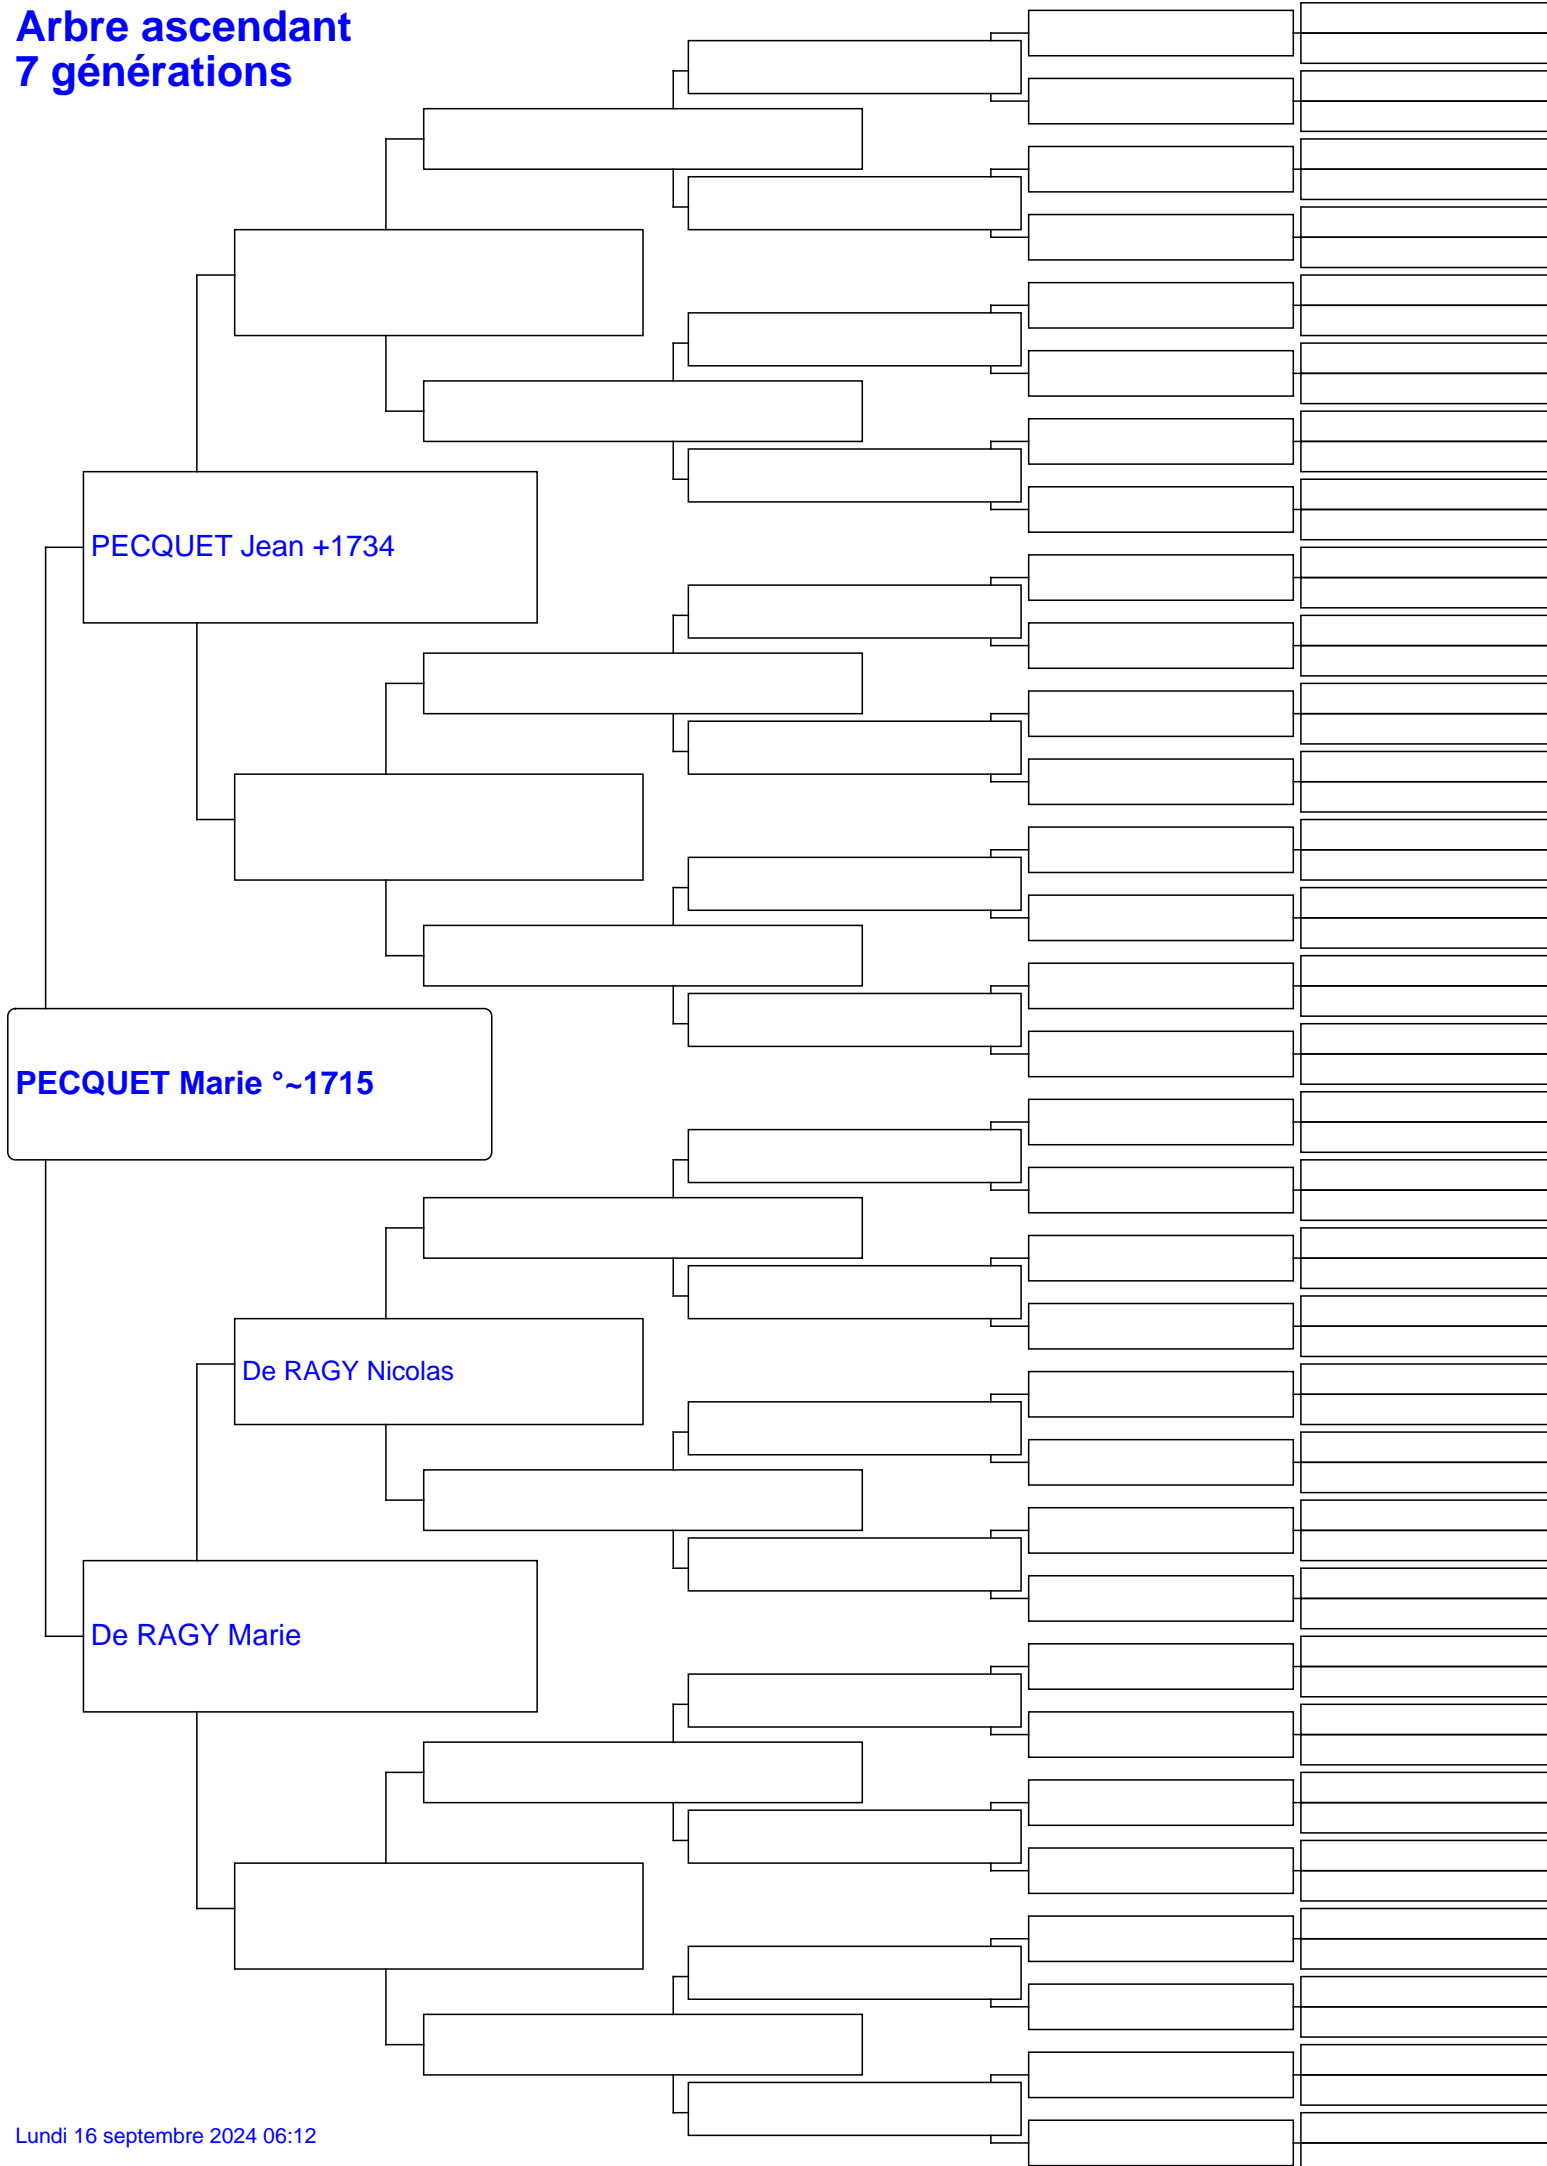 Arbre ascendant
7 générations
PECQUET Jean +1734
PECQUET Marie °~1715
De RAGY Nicolas
De RAGY Marie
Lundi 16 septembre 2024 06:12